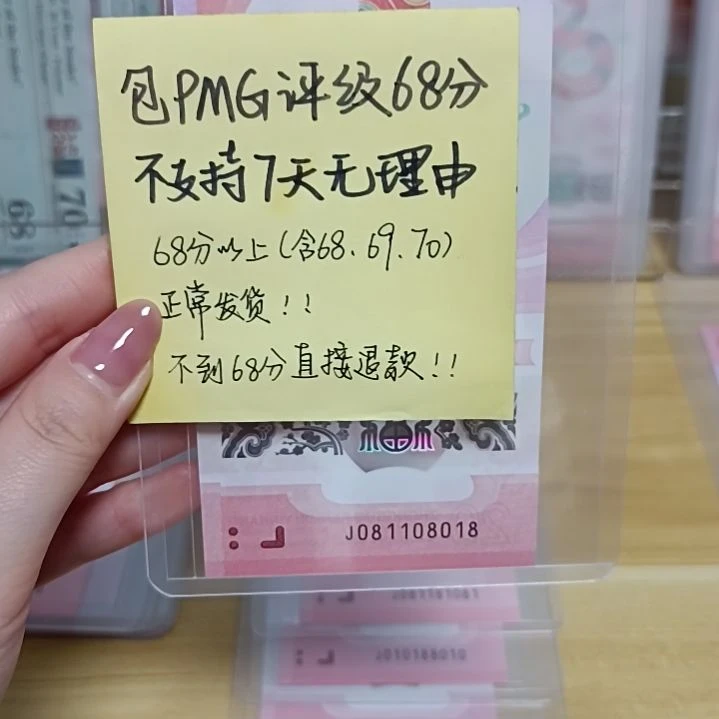 包PMG评级68分
不支持7天无理由
68分以上(含68、69、70)
正常发货!!
不到68分直接退款!!
J081108018
68
70